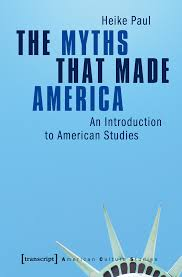 Heike Paul
THE MYTHS
THAT MADE
AMERICA
An Introduction
to American Studies
[transcript] American Culture Studies